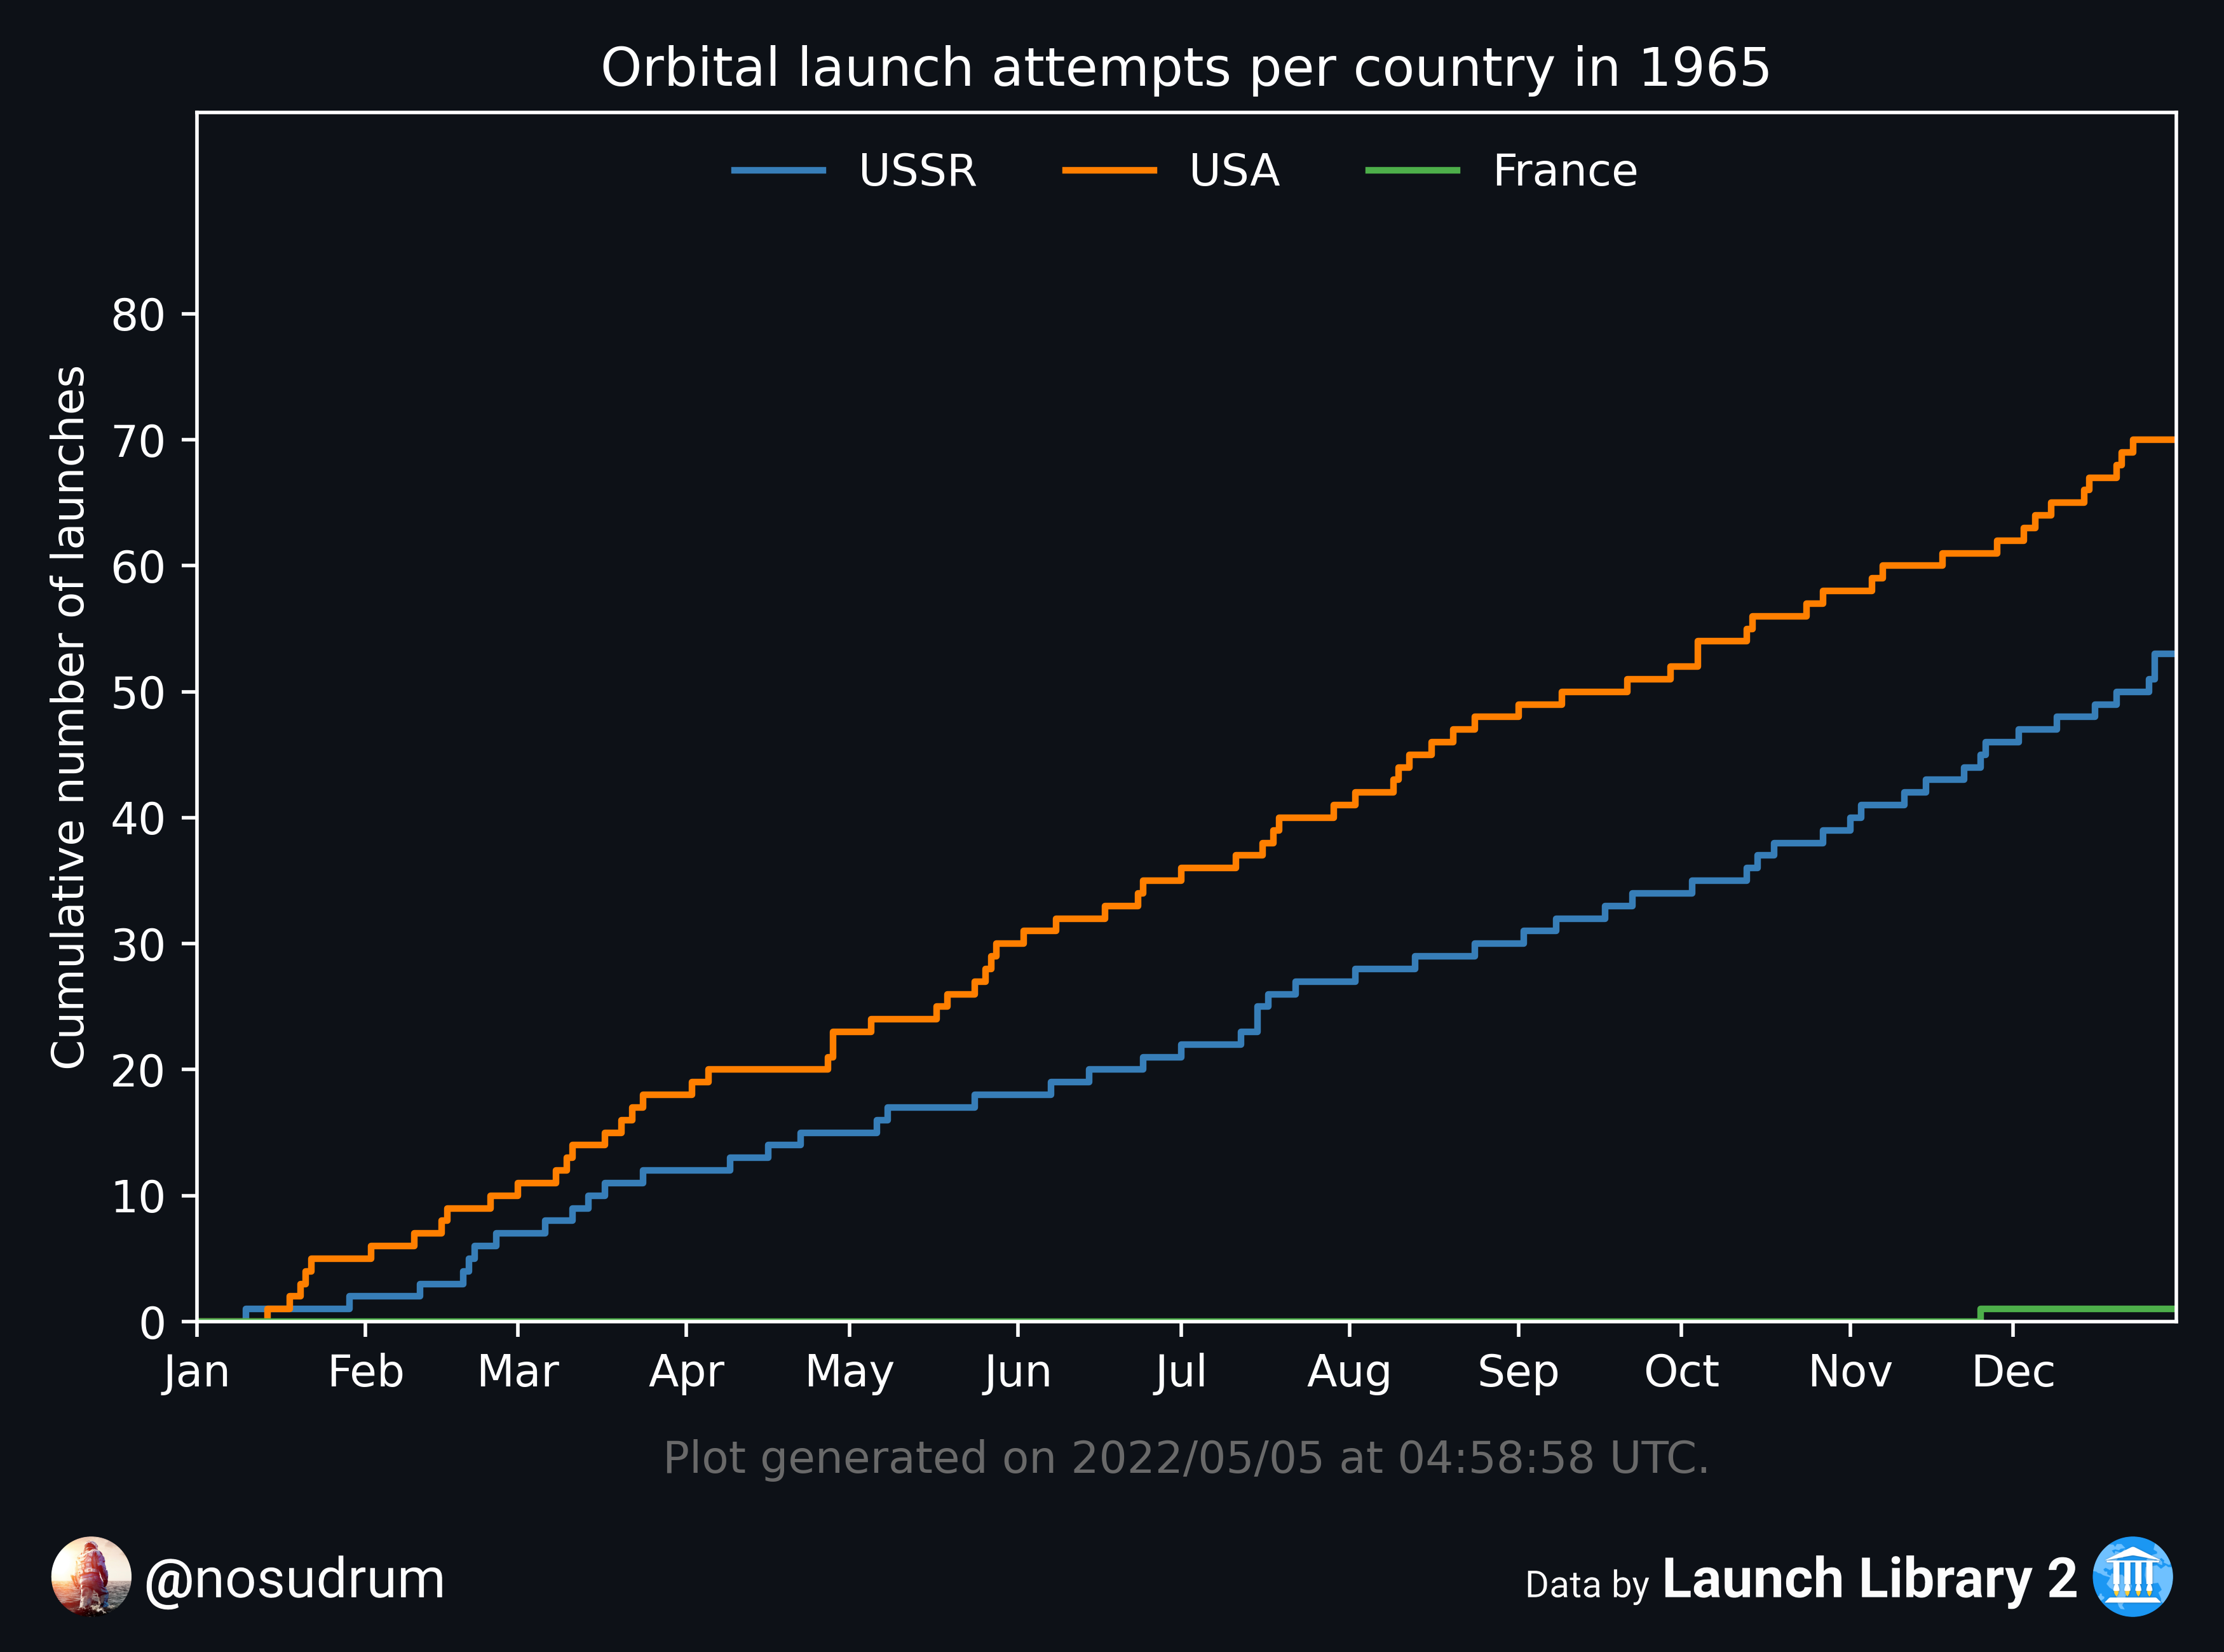 Orbital launch attempts per country in 1965
USSR USA France
80
70
60
50
40
30
20
10
0
Cumulative number of launches
Jan Feb Mar Apr May Jun Jul Aug Sep Oct Nov Dec
Plot generated on 2022/05/05 at 04:58:58 UTC.
@nosudrum
Data by Launch Library 2